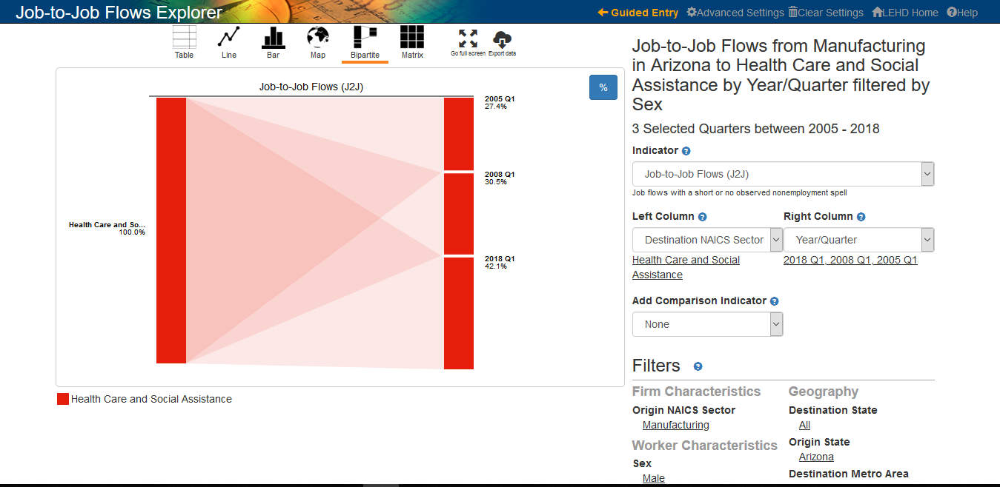 Job-to-Job Flows Explorer
Guided Entry Advanced Settings Clear Settings LEHD Home Help
Table Line Bar Map Bipartite Matrix Go full screen Export data
Job-to-Job Flows (J2J)
%
2005 Q1
27.4%
2008 Q1
30.5%
Health Care and So...
100.0%
2018 Q1
42.1%
Health Care and Social Assistance
Job-to-Job Flows from Manufacturing
in Arizona to Health Care and Social
Assistance by Year/Quarter filtered by
Sex
3 Selected Quarters between 2005 - 2018
Indicator
Job-to-Job Flows (J2J)
Job flows with a short or no observed nonemployment spell
Left Column Right Column
Destination NAICS Sector Year/Quarter
Health Care and Social
Assistance
2018 Q1, 2008 Q1, 2005 Q1
Add Comparison Indicator
None
Filters
Firm Characteristics
Origin NAICS Sector
Manufacturing
Worker Characteristics
Sex
Male
Geography
Destination State
All
Origin State
Arizona
Destination Metro Area